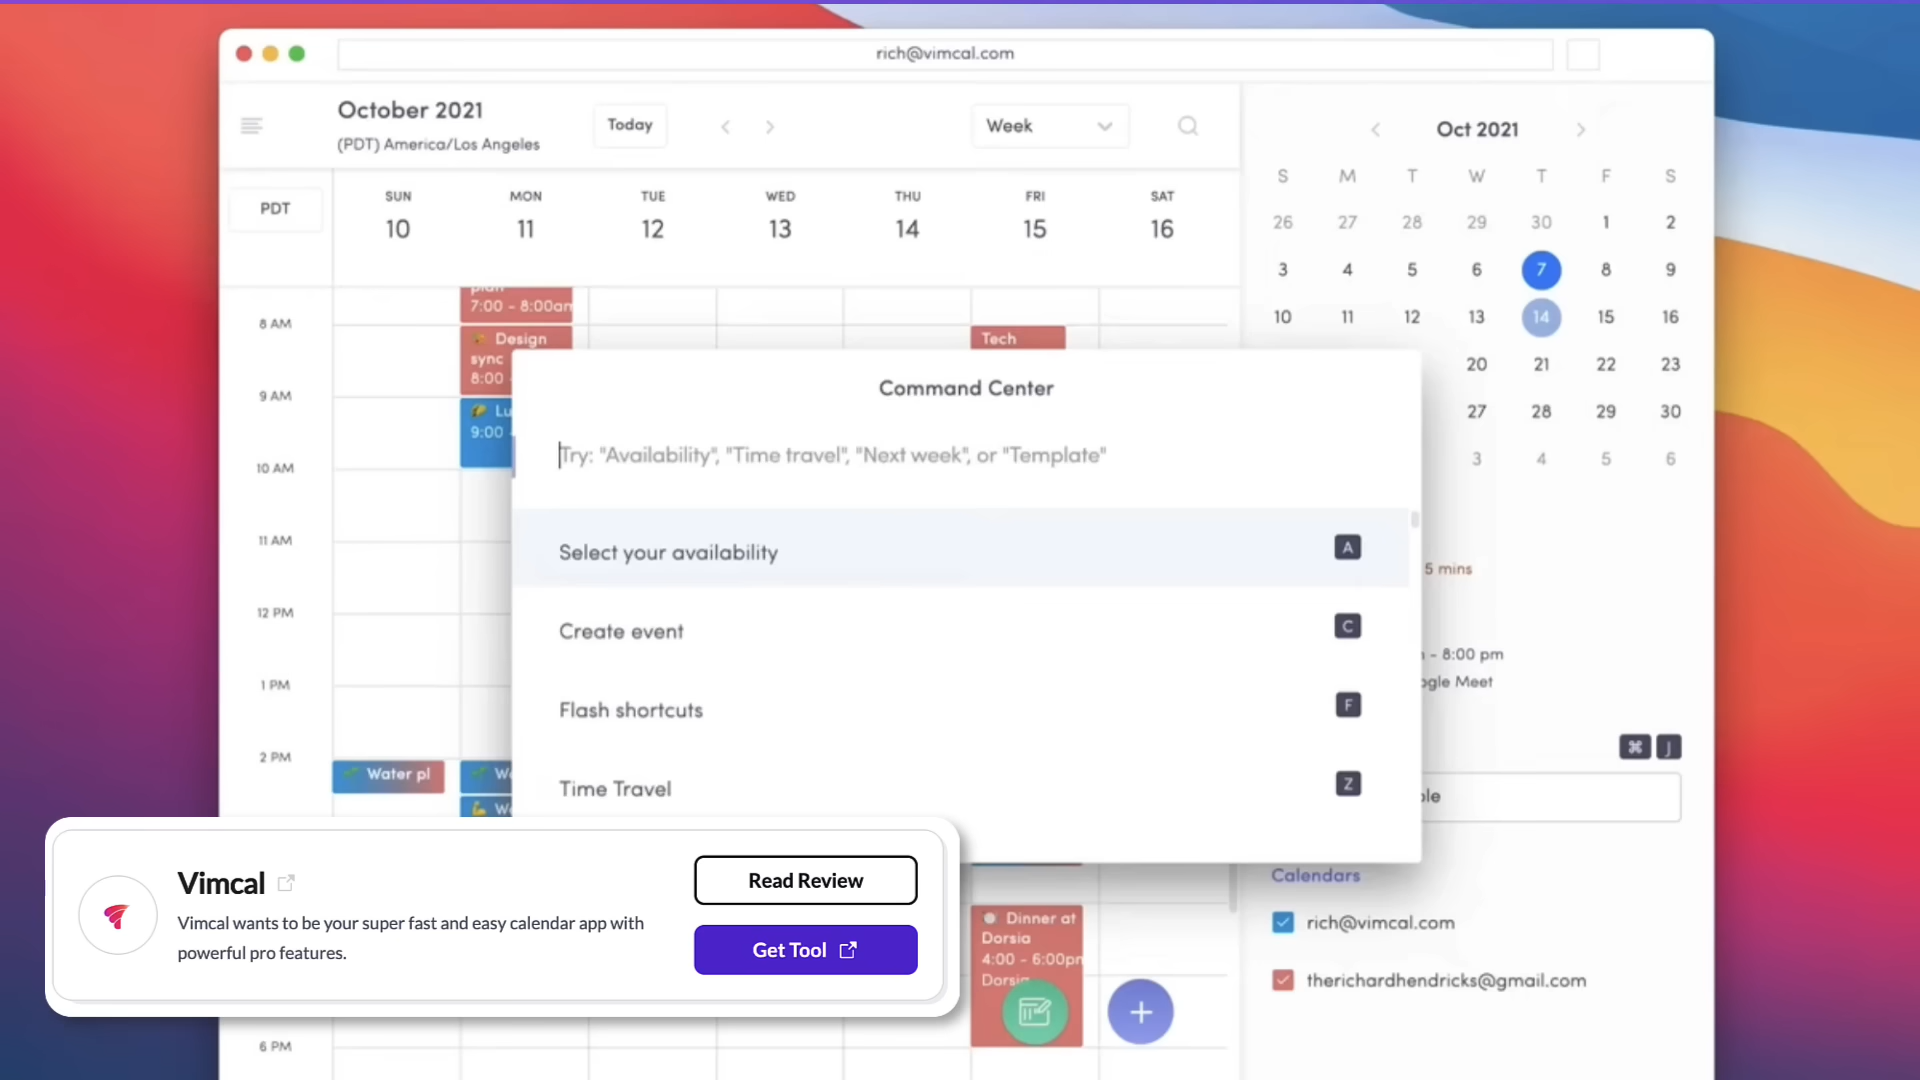 rich@vimcal.com
October 2021
(PDT) America/Los Angeles
Today
Week
Oct 2021
S M T W T F S
26 27 28 29 30 1 2
3 4 5 6 7 8 9
10 11 12 13 14 15 16
20 21 22 23
27 28 29 30
3 4 5 6
PDT
SUN MON TUE WED THU FRI SAT
10 11 12 13 14 15 16
7:00 - 8:00am
8 AM
Design
sync
8:00
Tech
9 AM
Lu
9:00
10 AM
11 AM
12 PM
1 PM
2 PM
Water pl
Command Center
Try: "Availability", "Time travel", "Next week", or "Template"
Select your availability A
Create event C
Flash shortcuts F
Time Travel Z
5 mins
- 8:00 pm
ogle Meet
⌘ J
Calendars
rich@vimcal.com
therichardhendricks@gmail.com
Dinner at
Dorsia
4:00 - 6:00pm
Dorsia
6 PM
Vimcal
Vimcal wants to be your super fast and easy calendar app with
powerful pro features.
Read Review
Get Tool